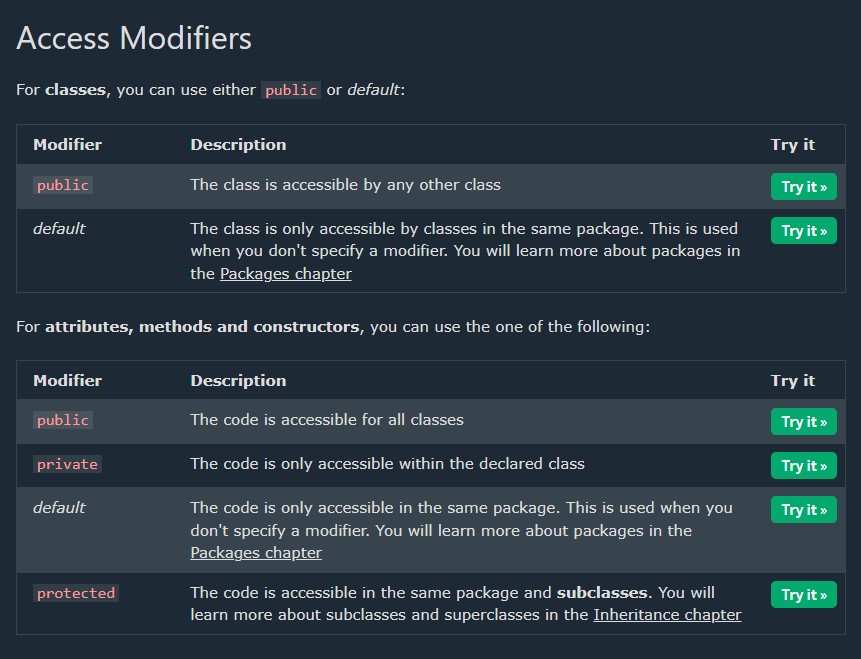 Access Modifiers
For classes, you can use either public or default:
Modifier Description Try it
public The class is accessible by any other class Try it »
default The class is only accessible by classes in the same package. This is used Try it »
when you don't specify a modifier. You will learn more about packages in
the Packages chapter
For attributes, methods and constructors, you can use the one of the following:
Modifier Description Try it
public The code is accessible for all classes Try it »
private The code is only accessible within the declared class Try it »
default The code is only accessible in the same package. This is used when you Try it »
don't specify a modifier. You will learn more about packages in the
Packages chapter
protected The code is accessible in the same package and subclasses. You will Try it »
learn more about subclasses and superclasses in the Inheritance chapter